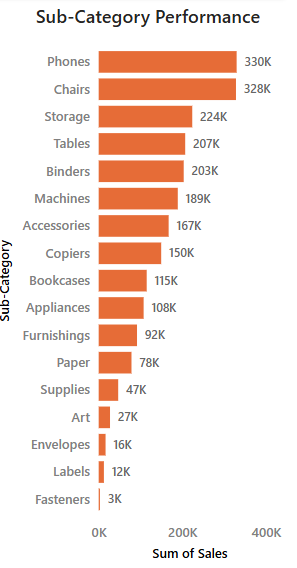 Sub-Category Performance
Sub-Category
Phones 330K
Chairs 328K
Storage 224K
Tables 207K
Binders 203K
Machines 189K
Accessories 167K
Copiers 150K
Bookcases 115K
Appliances 108K
Furnishings 92K
Paper 78K
Supplies 47K
Art 27K
Envelopes 16K
Labels 12K
Fasteners 3K
0K 200K 400K
Sum of Sales